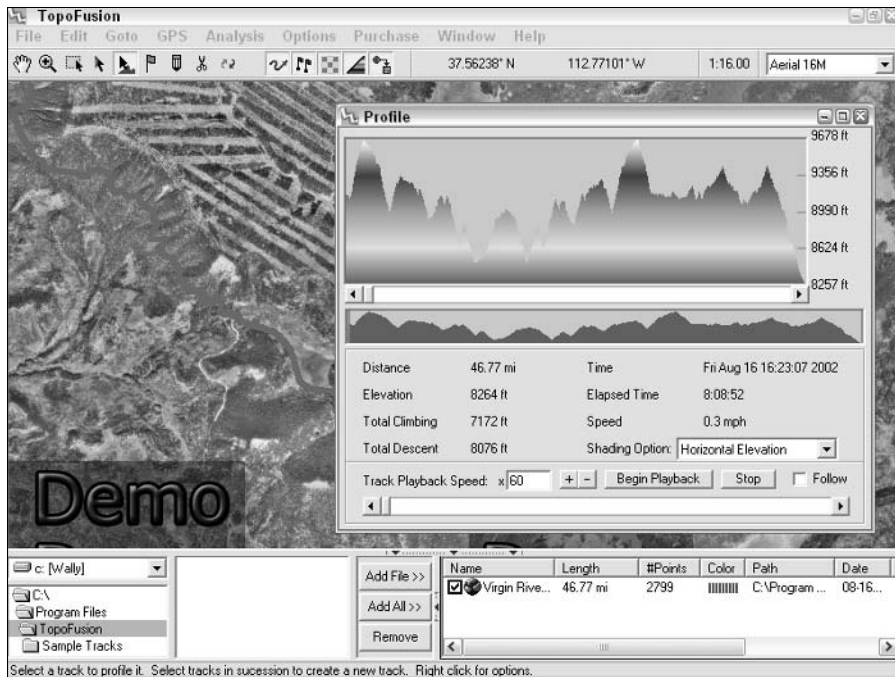 TopoFusion
File Edit Goto GPS Analysis Options Purchase Window Help
37.56238° N 112.77101° W 1:16.00 Aerial 16M
Profile
9678 ft
9356 ft
8990 ft
8624 ft
8257 ft
Distance 46.77 mi Time Fri Aug 16 16:23:07 2002
Elevation 8264 ft Elapsed Time 8:08:52
Total Climbing 7172 ft Speed 0.3 mph
Total Descent 8076 ft Shading Option: Horizontal Elevation
Track Playback Speed: x 60 + - Begin Playback Stop Follow
Demo
c: [Wally]
C:\
Program Files
TopoFusion
Sample Tracks
Add File >>
Add All >>
Remove
Name Length #Points Color Path Date
Virgin Rive... 46.77 mi 2799 C:\Program ... 08-16...
Select a track to profile it. Select tracks in sucession to create a new track. Right click for options.